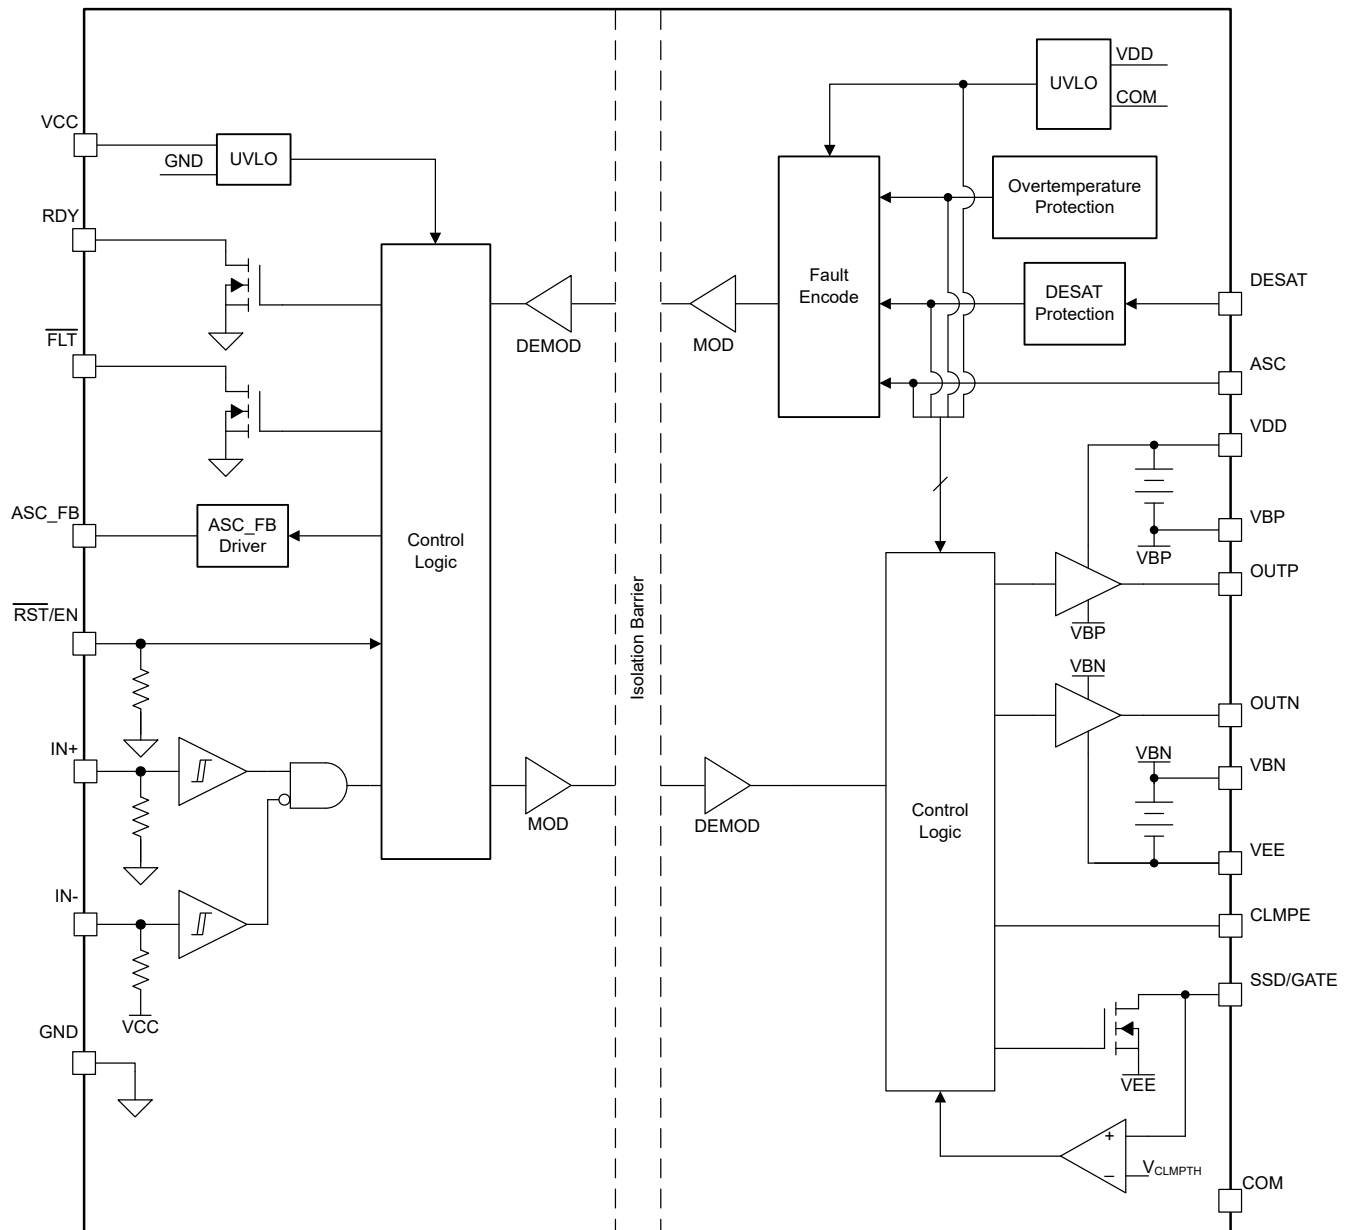 VDD
UVLO
COM
VCC
GND
UVLO
Overtemperature
Protection
RDY
Fault
Encode
DESAT
Protection
DESAT
DEMOD
MOD
FLT
ASC
VDD
ASC_FB
ASC_FB
Driver
Control
Logic
VBP
VBP
OUTP
RST/EN
VBP
Isolation Barrier
VBN
OUTN
IN+
VBN
VBN
MOD
DEMOD
Control
Logic
VEE
IN-
CLMPE
SSD/GATE
VCC
GND
VEE
+
−
VCLMPTH
COM